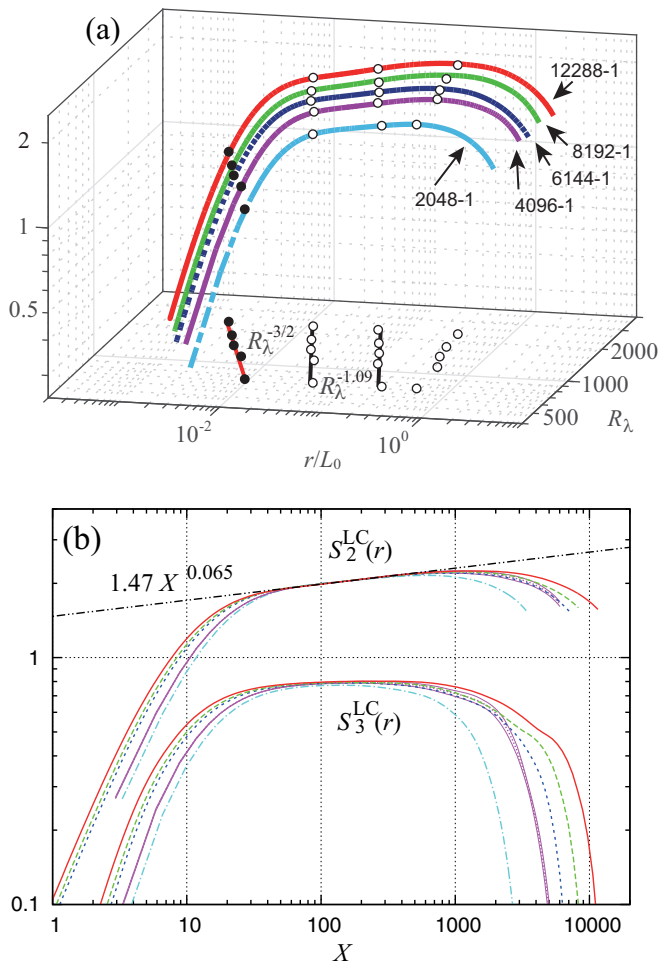 (a)
12288-1
8192-1
6144-1
4096-1
2048-1
2
1
0.5
R_λ^-3/2
R_λ^-1.09
2000
1000
500
R_λ
10^-2
10^0
r/L_0
(b)
S_2^LC(r)
1.47 X^0.065
1
S_3^LC(r)
0.1
1
10
100
1000
10000
X